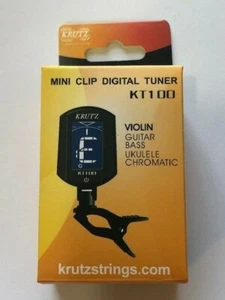 KRUTZ
MINI CLIP DIGITAL TUNER
KT100
KRUTZ
VIOLIN
GUITAR
BASS
UKULELE
CHROMATIC
krutzstrings.com